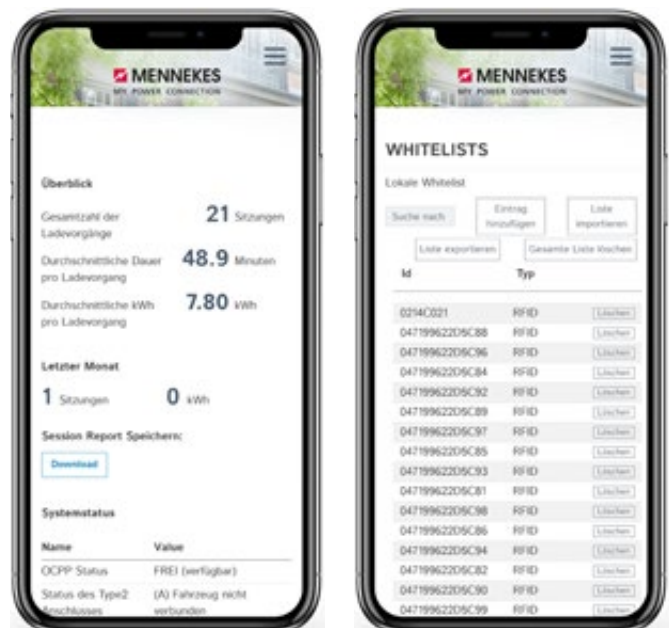 MENNEKES
MY POWER CONNECTION
Überblick
Gesamtzahl der Ladevorgänge
21 Sitzungen
Durchschnittliche Dauer pro Ladevorgang
48.9 Minuten
Durchschnittliche kWh pro Ladevorgang
7.80 kWh
Letzter Monat
1 Sitzungen 0 kWh
Session Report Speichern:
Download
Systemstatus
Name Value
OCPP Status FREI (verfügbar)
Status des Type2 Anschlusses (A) Fahrzeug nicht verbunden
MENNEKES
MY POWER CONNECTION
WHITELISTS
Lokale Whitelist
Suche nach
Eintrag hinzufügen
Liste importieren
Liste exportieren
Gesamte Liste löschen
Id Typ
0214C021 RFID Löschen
047199622D5C88 RFID Löschen
047199622D5C96 RFID Löschen
047199622D5C84 RFID Löschen
047199622D5C92 RFID Löschen
047199622D5C89 RFID Löschen
047199622D5C97 RFID Löschen
047199622D5C85 RFID Löschen
047199622D5C93 RFID Löschen
047199622D5C81 RFID Löschen
047199622D5C98 RFID Löschen
047199622D5C86 RFID Löschen
047199622D5C94 RFID Löschen
047199622D5C82 RFID Löschen
047199622D5C90 RFID Löschen
047199622D5C99 RFID Löschen